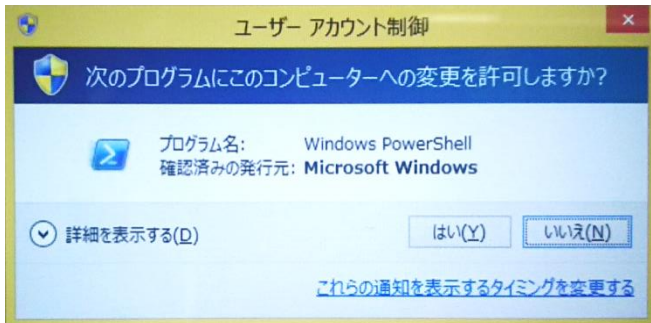 ユーザー アカウント制御
次のプログラムにこのコンピューターへの変更を許可しますか?
プログラム名: Windows PowerShell
確認済みの発行元: Microsoft Windows
詳細を表示する(D)
はい(Y)
いいえ(N)
これらの通知を表示するタイミングを変更する